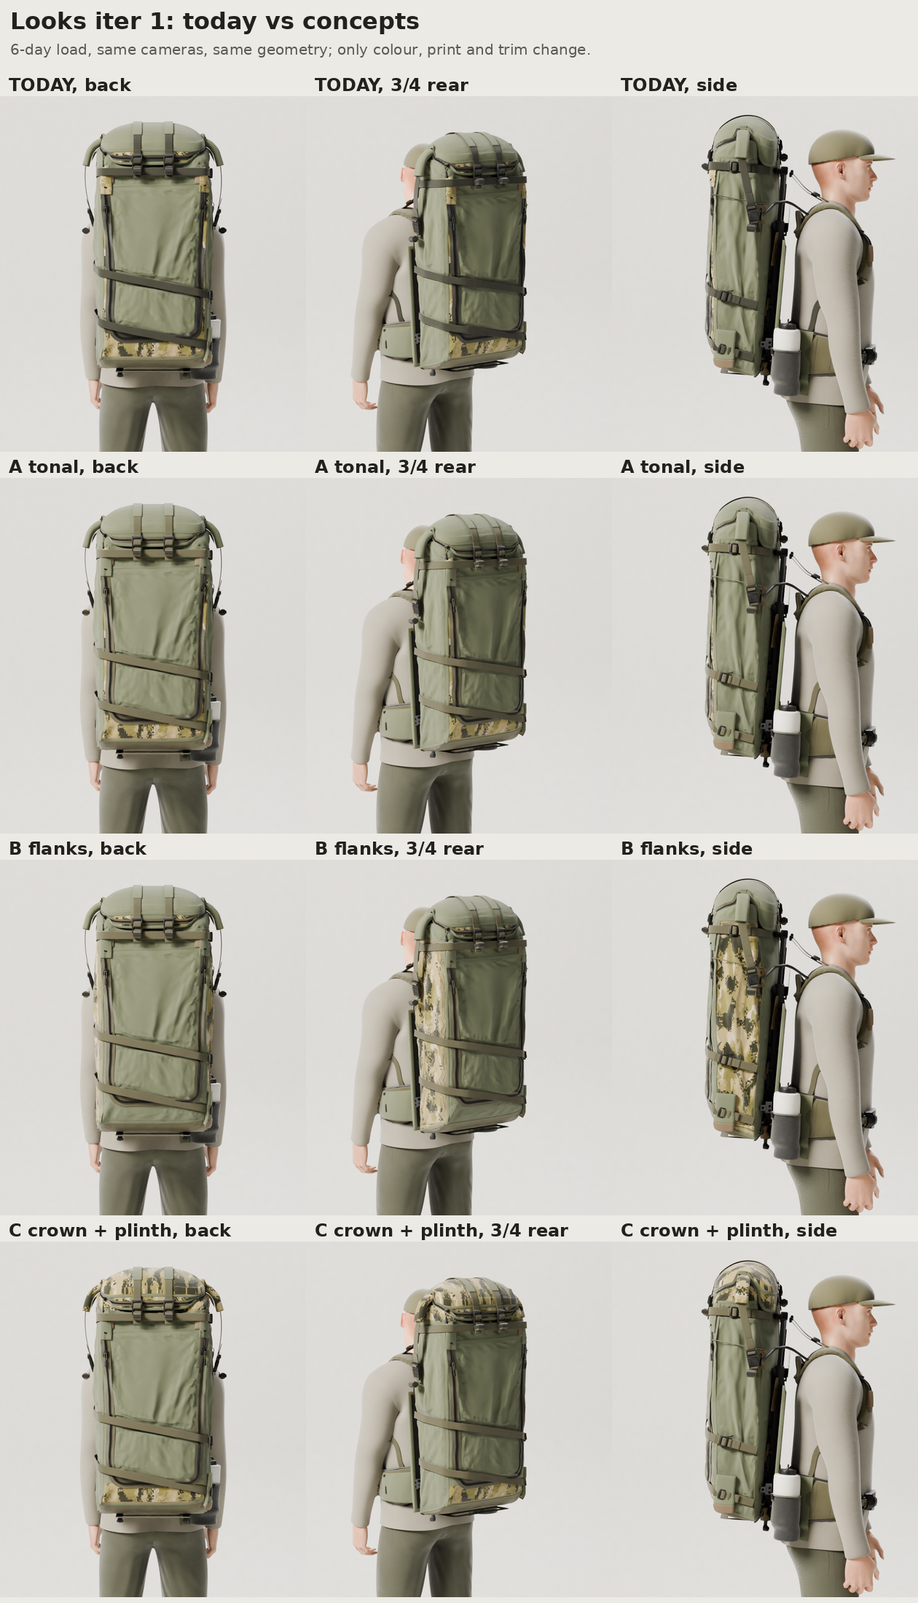 Looks iter 1: today vs concepts
6-day load, same cameras, same geometry; only colour, print and trim change.
TODAY, back
TODAY, 3/4 rear
TODAY, side
A tonal, back
A tonal, 3/4 rear
A tonal, side
B flanks, back
B flanks, 3/4 rear
B flanks, side
C crown + plinth, back
C crown + plinth, 3/4 rear
C crown + plinth, side